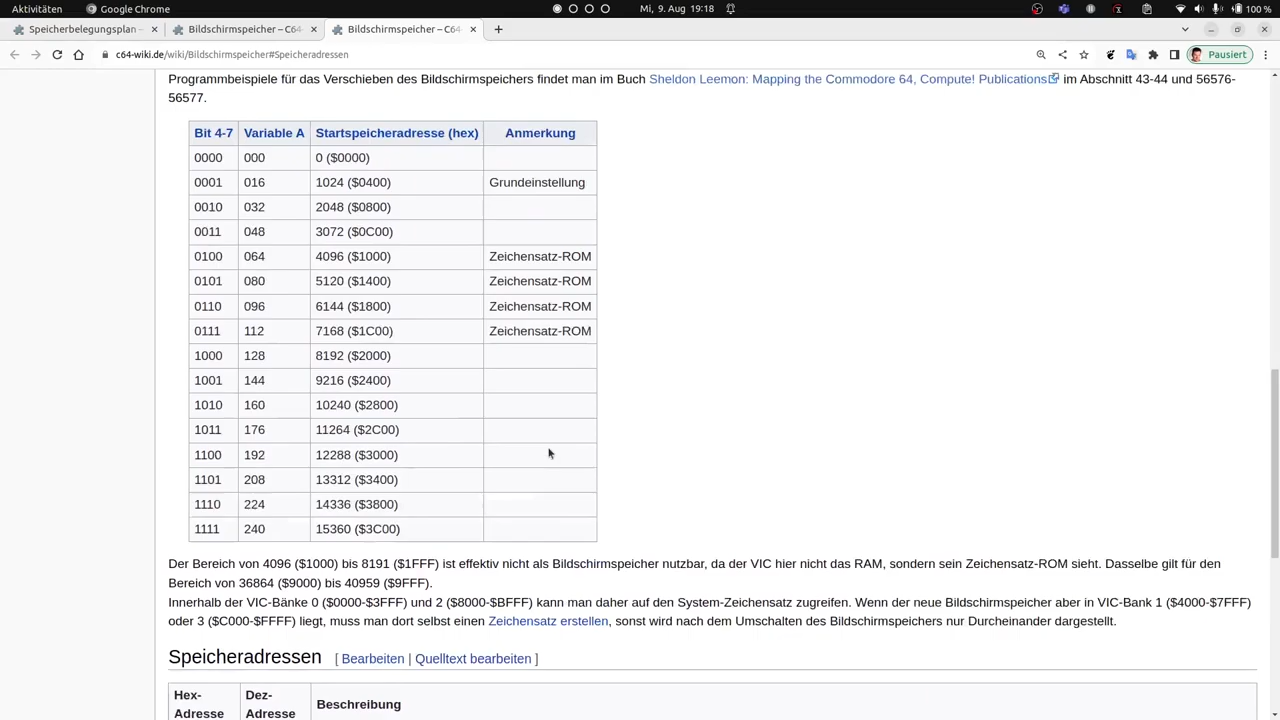 Aktivitäten Google Chrome Mi, 9. Aug 19:18 100 %
Speicherbelegungsplan – Bildschirmspeicher – C64- Bildschirmspeicher – C64-
c64-wiki.de/wiki/Bildschirmspeicher#Speicheradressen Pausiert
Programmbeispiele für das Verschieben des Bildschirmspeichers findet man im Buch Sheldon Leemon: Mapping the Commodore 64, Compute! Publications im Abschnitt 43-44 und 56576-
56577.
Bit 4-7 Variable A Startspeicheradresse (hex) Anmerkung
0000 000 0 ($0000)
0001 016 1024 ($0400) Grundeinstellung
0010 032 2048 ($0800)
0011 048 3072 ($0C00)
0100 064 4096 ($1000) Zeichensatz-ROM
0101 080 5120 ($1400) Zeichensatz-ROM
0110 096 6144 ($1800) Zeichensatz-ROM
0111 112 7168 ($1C00) Zeichensatz-ROM
1000 128 8192 ($2000)
1001 144 9216 ($2400)
1010 160 10240 ($2800)
1011 176 11264 ($2C00)
1100 192 12288 ($3000)
1101 208 13312 ($3400)
1110 224 14336 ($3800)
1111 240 15360 ($3C00)
Der Bereich von 4096 ($1000) bis 8191 ($1FFF) ist effektiv nicht als Bildschirmspeicher nutzbar, da der VIC hier nicht das RAM, sondern sein Zeichensatz-ROM sieht. Dasselbe gilt für den
Bereich von 36864 ($9000) bis 40959 ($9FFF).
Innerhalb der VIC-Bänke 0 ($0000-$3FFF) und 2 ($8000-$BFFF) kann man daher auf den System-Zeichensatz zugreifen. Wenn der neue Bildschirmspeicher aber in VIC-Bank 1 ($4000-$7FFF)
oder 3 ($C000-$FFFF) liegt, muss man dort selbst einen Zeichensatz erstellen, sonst wird nach dem Umschalten des Bildschirmspeichers nur Durcheinander dargestellt.
Speicheradressen [ Bearbeiten | Quelltext bearbeiten ]
Hex- Dez- Beschreibung
Adresse Adresse